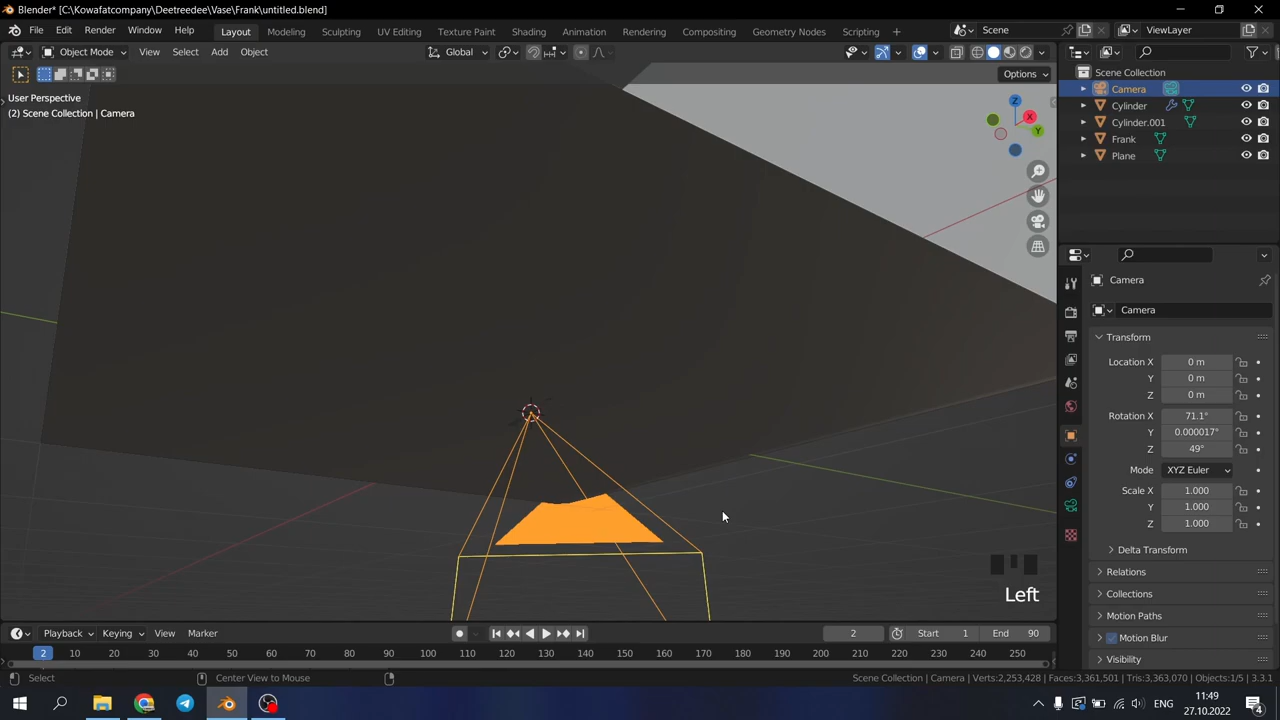 Blender* [C:\Kowafatcompany\Deetreedee\Vase\Frank\untitled.blend]
File Edit Render Window Help Layout Modeling Sculpting UV Editing Texture Paint Shading Animation Rendering Compositing Geometry Nodes Scripting + Scene ViewLayer
Object Mode View Select Add Object Global
Options
User Perspective
(2) Scene Collection | Camera
Z
X
Y
Scene Collection
Camera
Cylinder
Cylinder.001
Frank
Plane
Camera
Camera
Transform
Location X 0 m
Y 0 m
Z 0 m
Rotation X 71.1°
Y 0.000017°
Z 49°
Mode XYZ Euler
Scale X 1.000
Y 1.000
Z 1.000
Delta Transform
Relations
Collections
Motion Paths
Motion Blur
Visibility
Left
Playback Keying View Marker 2 Start 1 End 90
2 10 20 30 40 50 60 70 80 90 100 110 120 130 140 150 160 170 180 190 200 210 220 230 240 250
Select Center View to Mouse Scene Collection | Camera Verts:2,253,428 Faces:3,361,501 Tris:3,363,070 Objects:1/5 3.3.1
ENG
11:49
27.10.2022
4